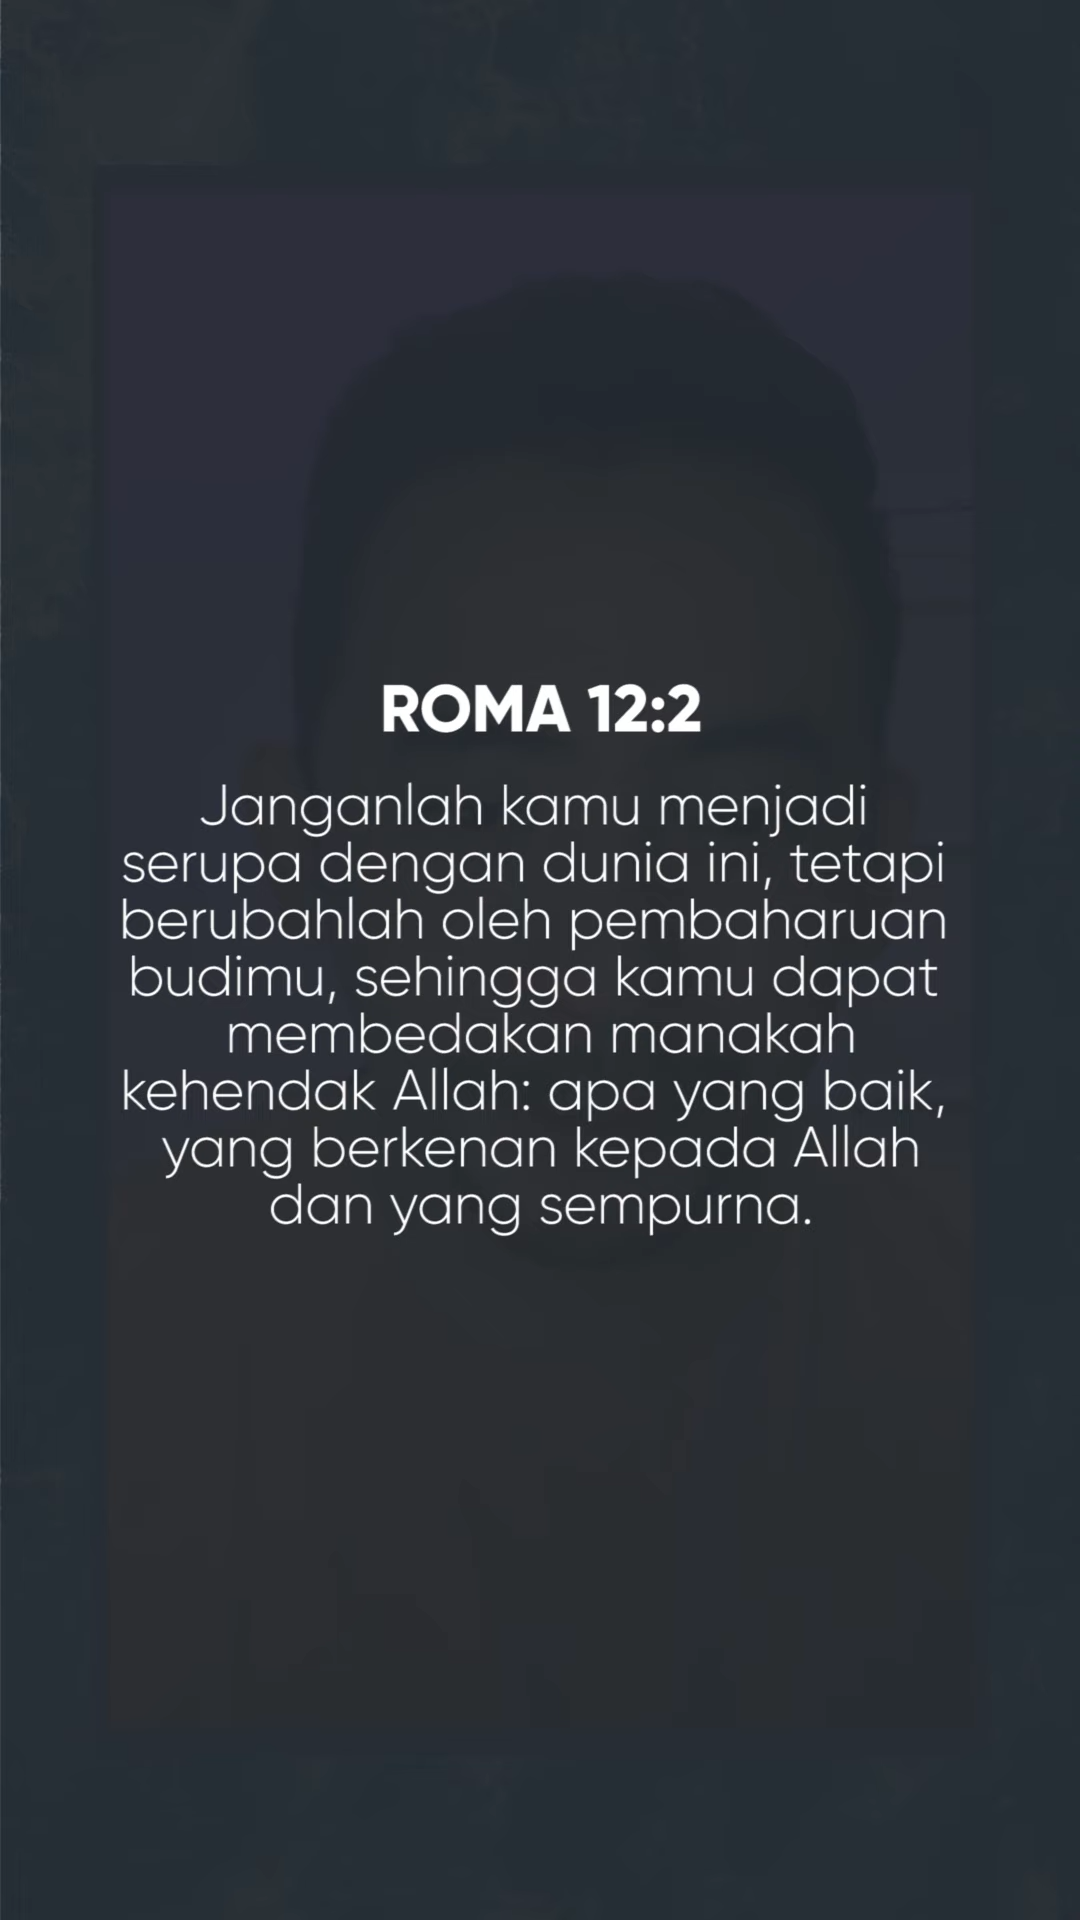 ROMA 12:2
Janganlah kamu menjadi
serupa dengan dunia ini, tetapi
berubahlah oleh pembaharuan
budimu, sehingga kamu dapat
membedakan manakah
kehendak Allah: apa yang baik,
yang berkenan kepada Allah
dan yang sempurna.